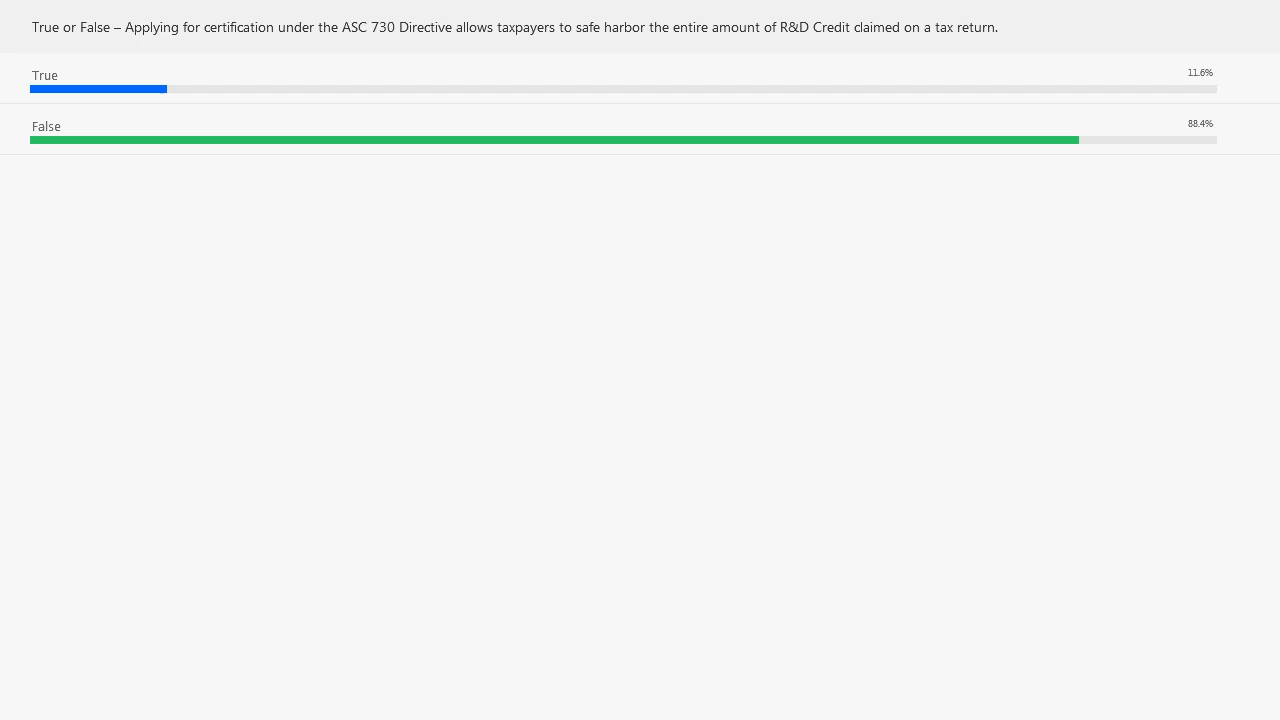 True or False – Applying for certification under the ASC 730 Directive allows taxpayers to safe harbor the entire amount of R&D Credit claimed on a tax return.
True
11.6%
False
88.4%